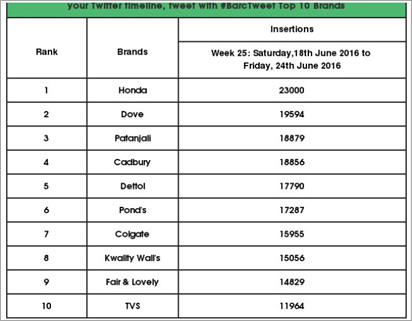 your Twitter timeline, tweet with #BarcTweet Top 10 Brands
Rank Brands Insertions
Week 25: Saturday,18th June 2016 to
Friday, 24th June 2016
1 Honda 23000
2 Dove 19594
3 Patanjali 18879
4 Cadbury 18856
5 Dettol 17790
6 Pond's 17287
7 Colgate 15955
8 Kwality Wall's 15056
9 Fair & Lovely 14829
10 TVS 11964